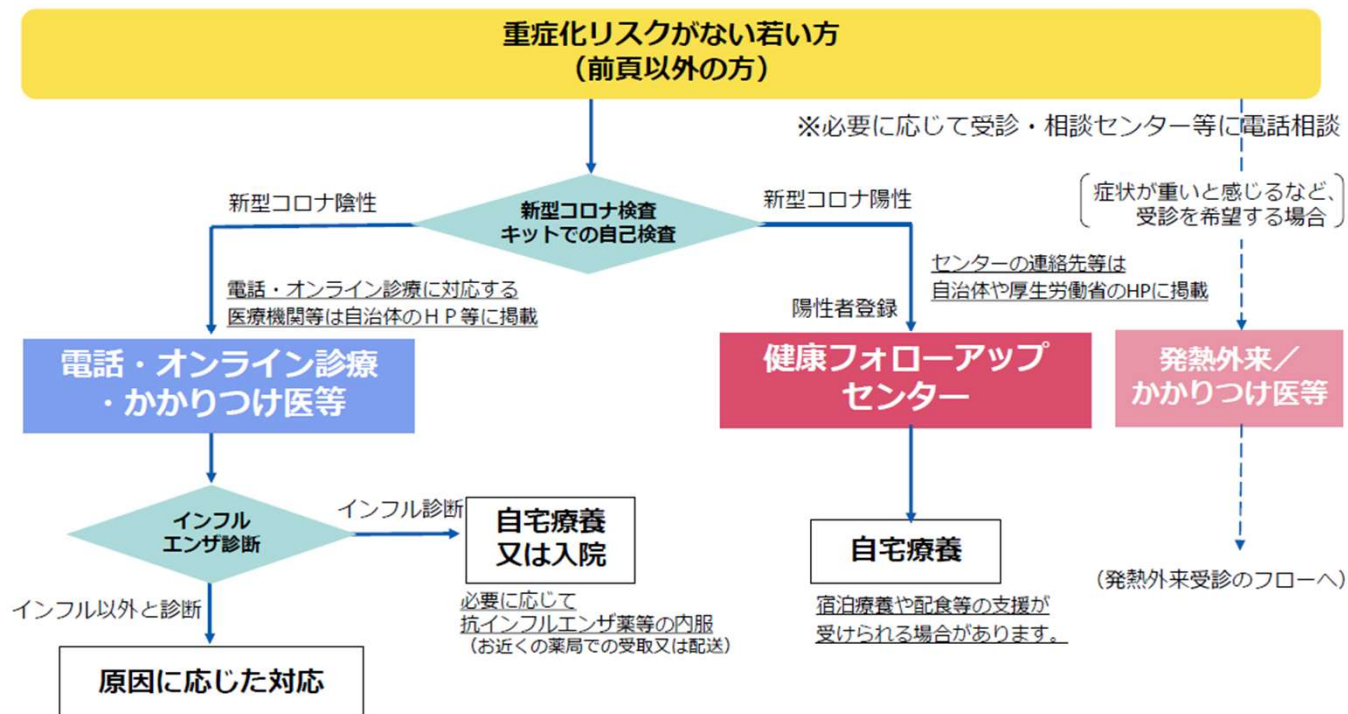 重症化リスクがない若い方
（前頁以外の方）
※必要に応じて受診・相談センター等に電話相談
新型コロナ陰性
新型コロナ検査
キットでの自己検査
新型コロナ陽性
症状が重いと感じるなど、
受診を希望する場合
電話・オンライン診療に対応する
医療機関等は自治体のＨＰ等に掲載
センターの連絡先等は
自治体や厚生労働省のHPに掲載
陽性者登録
電話・オンライン診療
・かかりつけ医等
健康フォローアップ
センター
発熱外来／
かかりつけ医等
インフル
エンザ診断
インフル診断
自宅療養
又は入院
必要に応じて
抗インフルエンザ薬等の内服
（お近くの薬局での受取又は配送）
自宅療養
宿泊療養や配食等の支援が
受けられる場合があります。
（発熱外来受診のフローへ）
インフル以外と診断
原因に応じた対応